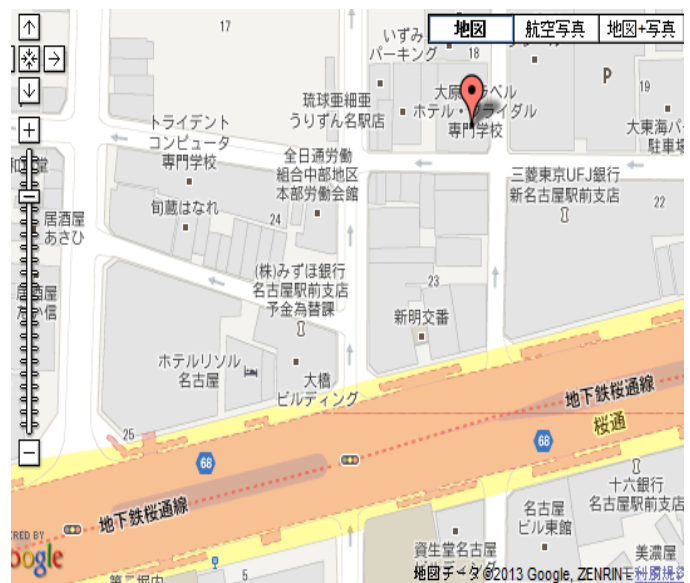 地図
航空写真
地図+写真
17
いずみ
パーキング
18
P
19
琉球亜細亜
うりずん名駅店
ホテル・ブライダル
専門学校
大東海パ
駐車場
トライデント
コンピュータ
専門学校
全日通労働
組合中部地区
本部労働会館
三菱東京UFJ銀行
新名古屋駅前支店
旬蔵はなれ
24
22
居酒屋
あさひ
(株)みずほ銀行
名古屋駅前支店
予金為替課
23
居酒屋
新明交番
ホテルリソル
名古屋
大橋
ビルディング
地下鉄桜通線
桜通
25
68
68
十六銀行
名古屋駅前支店
地下鉄桜通線
名古屋
ビル東館
資生堂名古屋
美濃屋
5
地図データ©2013 Google, ZENRIN